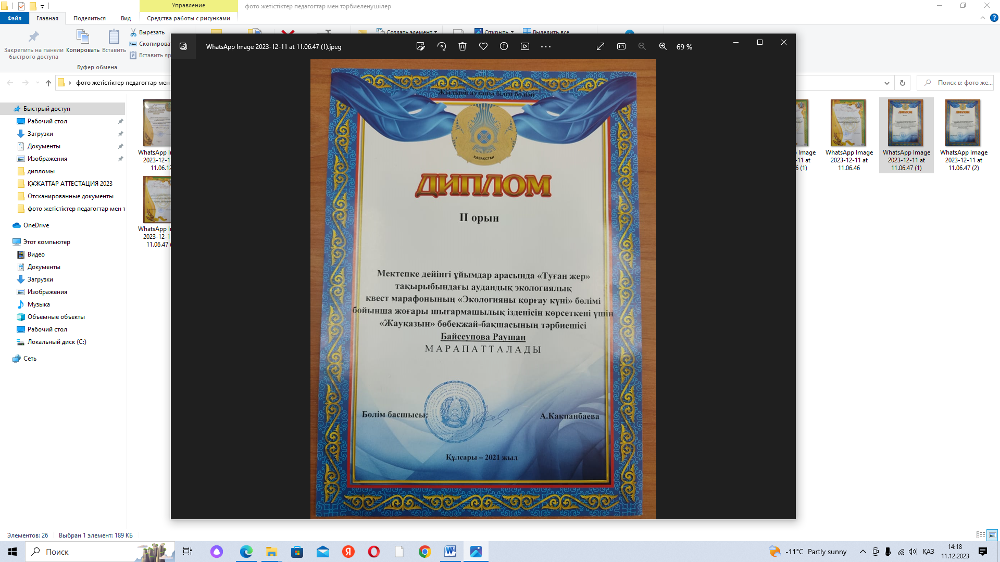 Управление
фото жетістіктер педагогтар мен тәрбиеленушілер
Файл
Главная
Поделиться
Вид
Средства работы с рисунками
Закрепить на панели быстрого доступа
Копировать
Вставить
Вырезать
Скопирова
Вставить яр
Буфер обмена
Создать элемент
Открыть
Выделить все
WhatsApp Image 2023-12-11 at 11.06.47 (1).jpeg
69 %
фото жетістіктер педагогтар мен
Поиск в: фото же...
Быстрый доступ
Рабочий стол
Загрузки
Документы
Изображения
дипломы
ҚҰЖАТТАР АТТЕСТАЦИЯ 2023
Отсканированные документы
фото жетістіктер педагогтар мен т
OneDrive
Этот компьютер
Видео
Документы
Загрузки
Изображения
Музыка
Объемные объекты
Рабочий стол
Локальный диск (C:)
Сеть
WhatsApp Im
2023-12-1
11.06.12
WhatsApp Im
2023-12-1
11.06.47 (
Жылыой ауданы білім бөлімі
ҚАЗАҚСТАН
ДИПЛОМ
II орын
Мектепке дейінгі ұйымдар арасында «Туған жер»
тақырыбындағы аудандық экологиялық
квест марафонының «Экологияны қорғау күні» бөлімі
бойынша жоғары шығармашылық ізденісін көрсеткені үшін
«Жауқазын» бөбекжай-бақшасының тәрбиешісі
Байсеупова Раушан
МАРАПАТТАЛАДЫ
Бөлім басшысы:
А.Кақпанбаева
Құлсары – 2021 жыл
Image
2023-12-11 at
6 (1)
WhatsApp Image
2023-12-11 at
11.06.46
WhatsApp Image
2023-12-11 at
11.06.47 (1)
WhatsApp Image
2023-12-11 at
11.06.47 (2)
Элементов: 26
Выбран 1 элемент: 189 КБ
Поиск
-11°C Partly sunny
ҚАЗ
14:18
11.12.2023